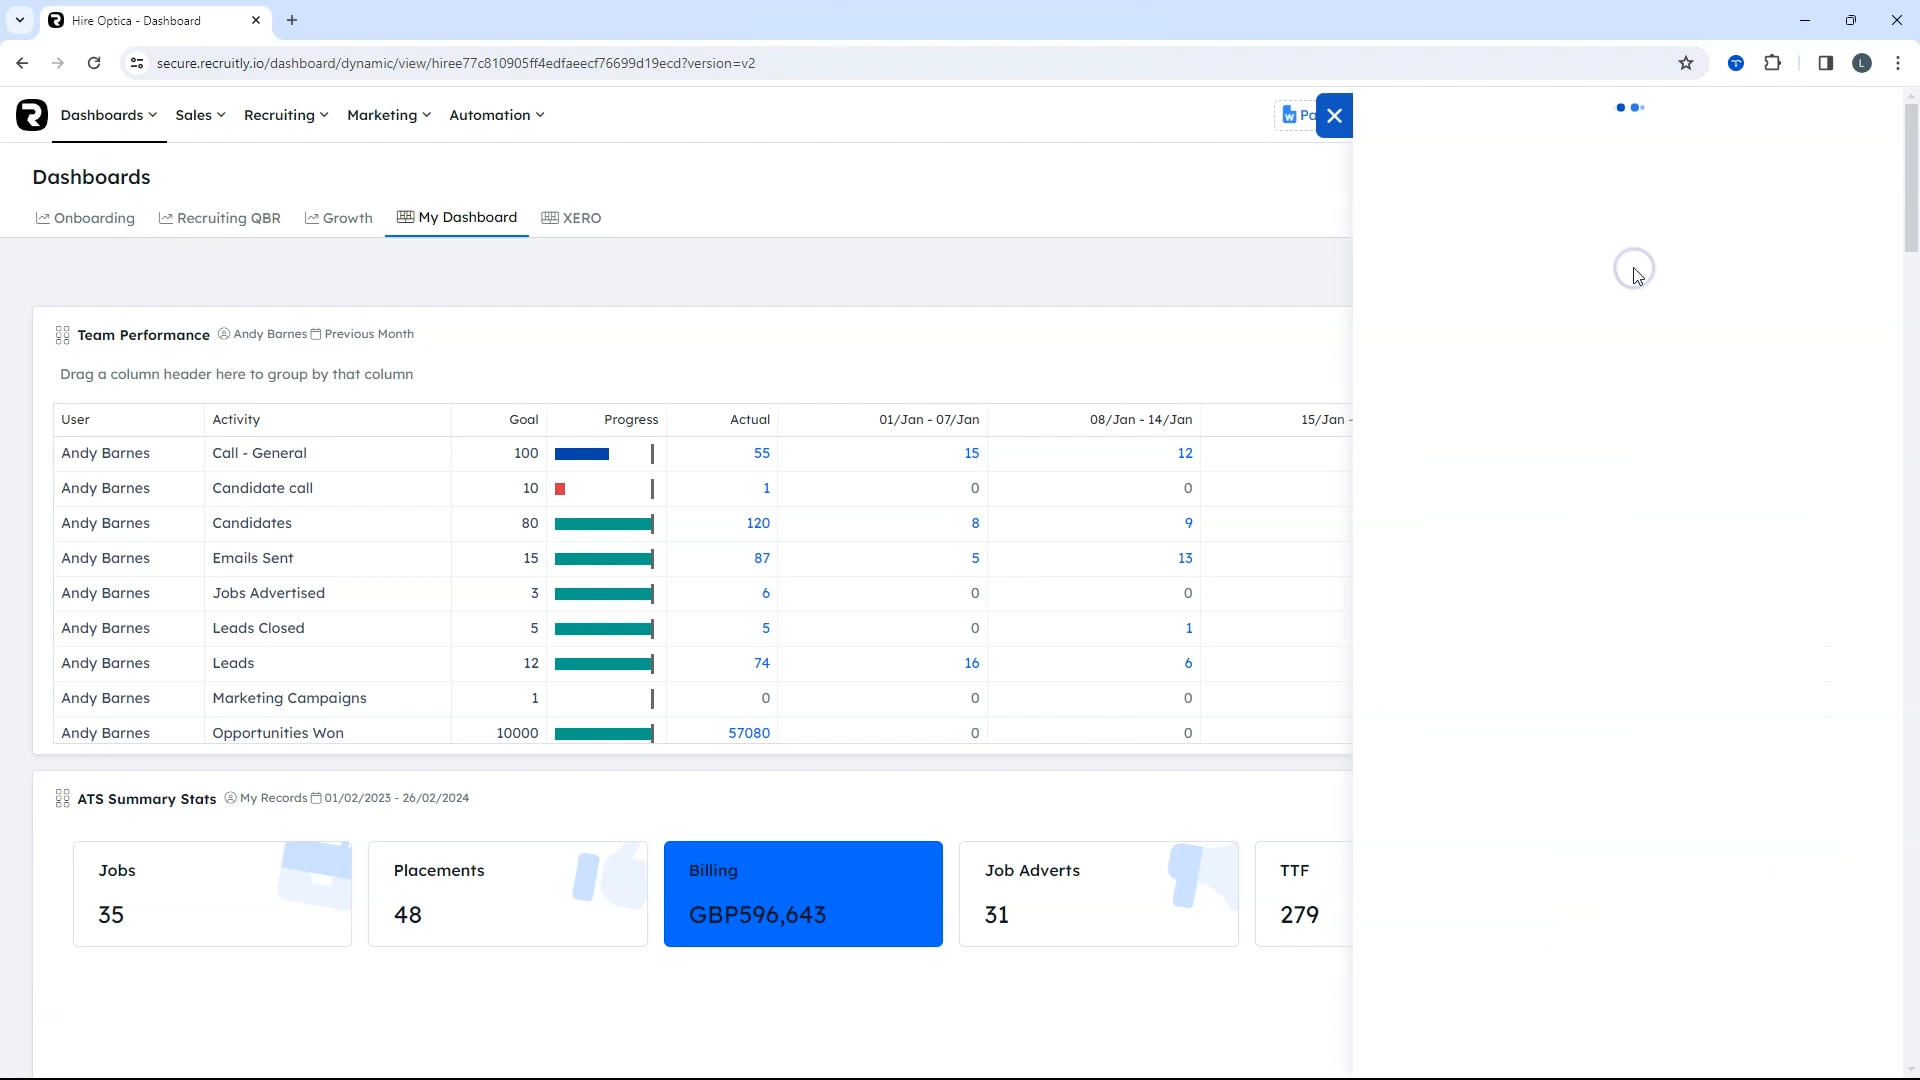 Hire Optica - Dashboard
secure.recruitly.io/dashboard/dynamic/view/hiree77c810905ff4edfaeecf76699d19ecd?version=v2
L
Dashboards Sales Recruiting Marketing Automation
Dashboards
Onboarding Recruiting QBR Growth My Dashboard XERO
Team Performance Andy Barnes Previous Month
Drag a column header here to group by that column
User Activity Goal Progress Actual 01/Jan - 07/Jan 08/Jan - 14/Jan 15/Jan -
Andy Barnes Call - General 100 55 15 12
Andy Barnes Candidate call 10 1 0 0
Andy Barnes Candidates 80 120 8 9
Andy Barnes Emails Sent 15 87 5 13
Andy Barnes Jobs Advertised 3 6 0 0
Andy Barnes Leads Closed 5 5 0 1
Andy Barnes Leads 12 74 16 6
Andy Barnes Marketing Campaigns 1 0 0 0
Andy Barnes Opportunities Won 10000 57080 0 0
ATS Summary Stats My Records 01/02/2023 - 26/02/2024
Jobs Placements Billing Job Adverts TTF
35 48 GBP596,643 31 279